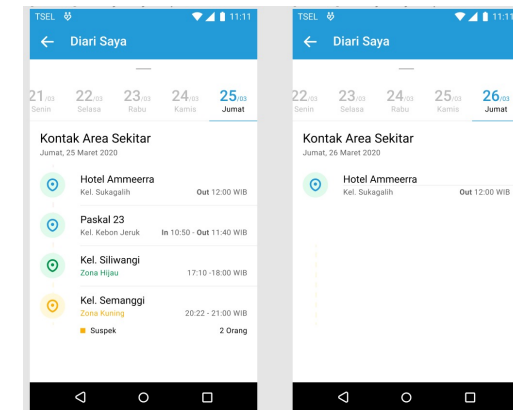 TSEL 11:11
Diari Saya
21/03 22/03 23/03 24/03 25/03
Senin Selasa Rabu Kamis Jumat
Kontak Area Sekitar
Jumat, 25 Maret 2020
Hotel Ammeerra
Kel. Sukagalih Out 12:00 WIB
Paskal 23
Kel. Kebon Jeruk In 10:50 - Out 11:40 WIB
Kel. Siliwangi
Zona Hijau 17:10 -18:00 WIB
Kel. Semanggi
Zona Kuning 20:22 - 21:00 WIB
Suspek 2 Orang
TSEL 11:11
Diari Saya
22/03 23/03 24/03 25/03 26/03
Senin Selasa Rabu Kamis Jumat
Kontak Area Sekitar
Jumat, 26 Maret 2020
Hotel Ammeerra
Kel. Sukagalih Out 12:00 WIB